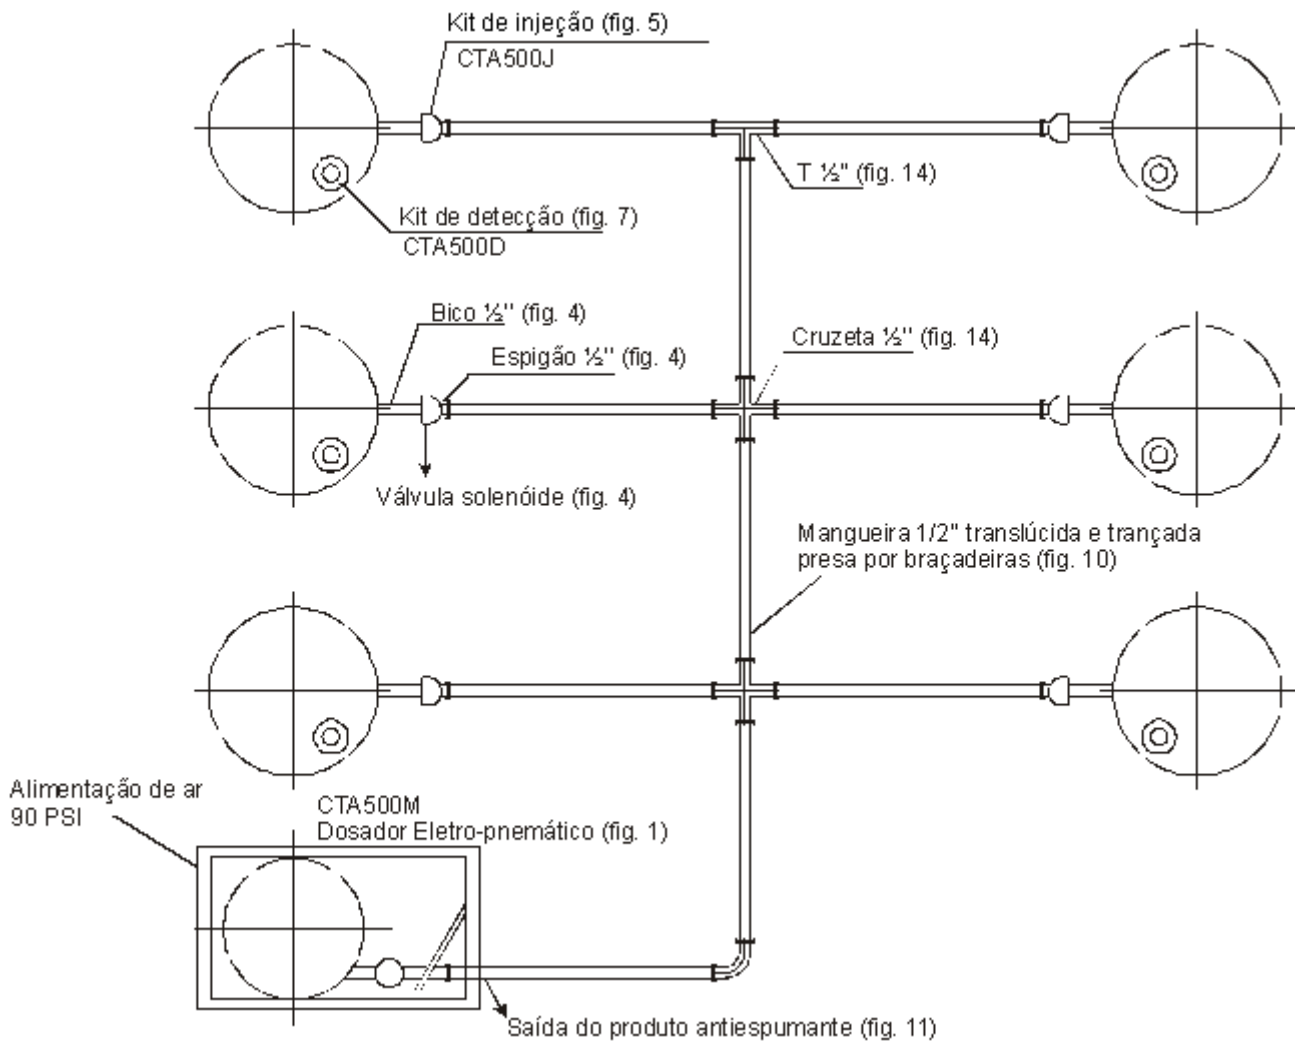 Kit de injeção (fig. 5)
CTA500J
T ½" (fig. 14)
Kit de detecção (fig. 7)
CTA500D
Bico ½" (fig. 4)
Cruzeta ½" (fig. 14)
Espigão ½" (fig. 4)
Válvula solenóide (fig. 4)
Mangueira 1/2" translúcida e trançada
presa por braçadeiras (fig. 10)
Alimentação de ar
90 PSI
CTA500M
Dosador Eletro-pnemático (fig. 1)
Saída do produto antiespumante (fig. 11)